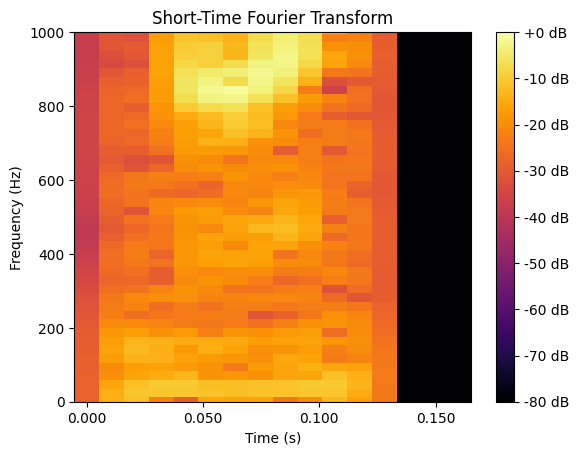 Short-Time Fourier Transform
Frequency (Hz)
1000
800
600
400
200
0
0.000
0.050
0.100
0.150
Time (s)
+0 dB
-10 dB
-20 dB
-30 dB
-40 dB
-50 dB
-60 dB
-70 dB
-80 dB